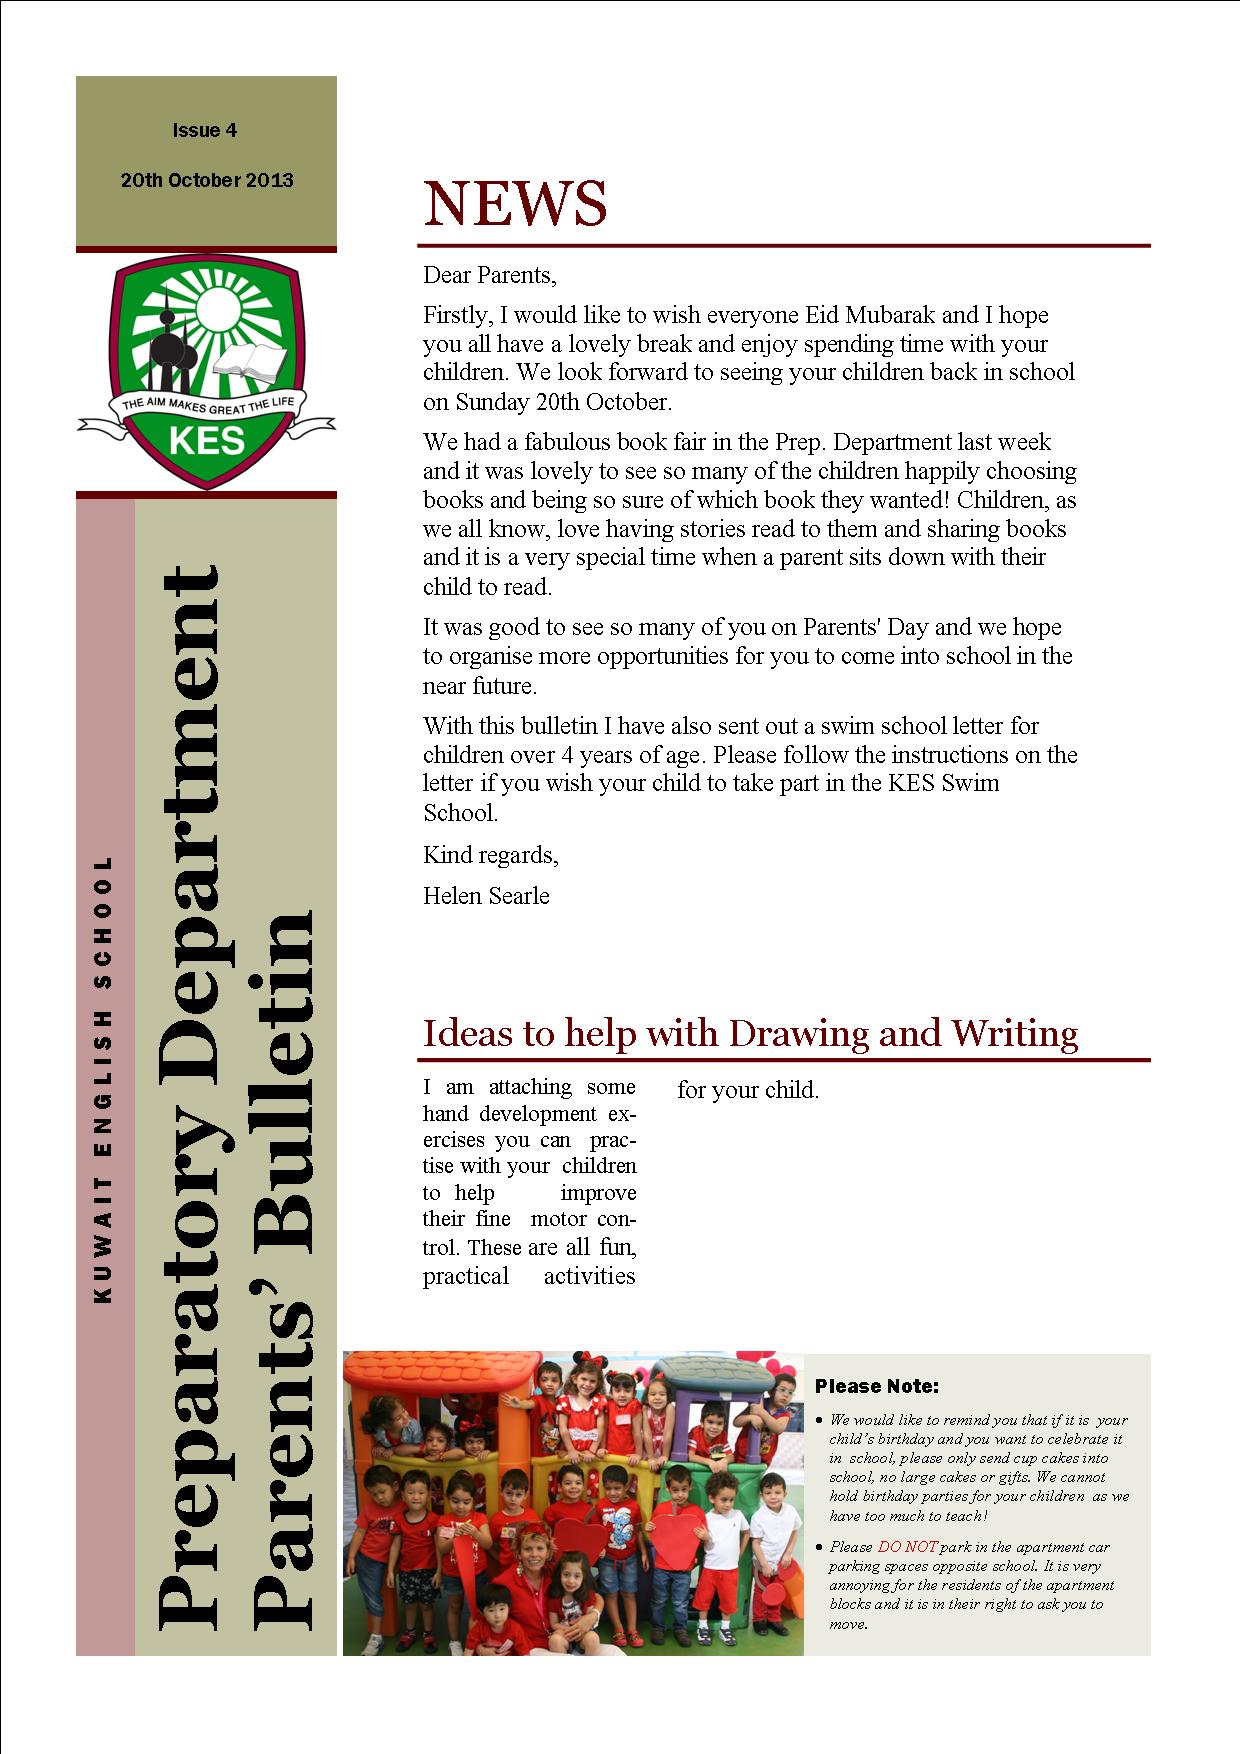 Issue 4
20th October 2013
THE AIM MAKES GREAT THE LIFE
KES
KUWAIT ENGLISH SCHOOL
Preparatory Department
Parents’ Bulletin
NEWS
Dear Parents,
Firstly, I would like to wish everyone Eid Mubarak and I hope
you all have a lovely break and enjoy spending time with your
children. We look forward to seeing your children back in school
on Sunday 20th October.
We had a fabulous book fair in the Prep. Department last week
and it was lovely to see so many of the children happily choosing
books and being so sure of which book they wanted! Children, as
we all know, love having stories read to them and sharing books
and it is a very special time when a parent sits down with their
child to read.
It was good to see so many of you on Parents' Day and we hope
to organise more opportunities for you to come into school in the
near future.
With this bulletin I have also sent out a swim school letter for
children over 4 years of age. Please follow the instructions on the
letter if you wish your child to take part in the KES Swim
School.
Kind regards,
Helen Searle
Ideas to help with Drawing and Writing
I am attaching some
hand development ex-
ercises you can prac-
tise with your children
to help improve
their fine motor con-
trol. These are all fun,
practical activities
for your child.
Please Note:
• We would like to remind you that if it is your
child’s birthday and you want to celebrate it
in school, please only send cup cakes into
school, no large cakes or gifts. We cannot
hold birthday parties for your children as we
have too much to teach!
• Please DO NOT park in the apartment car
parking spaces opposite school. It is very
annoying for the residents of the apartment
blocks and it is in their right to ask you to
move.